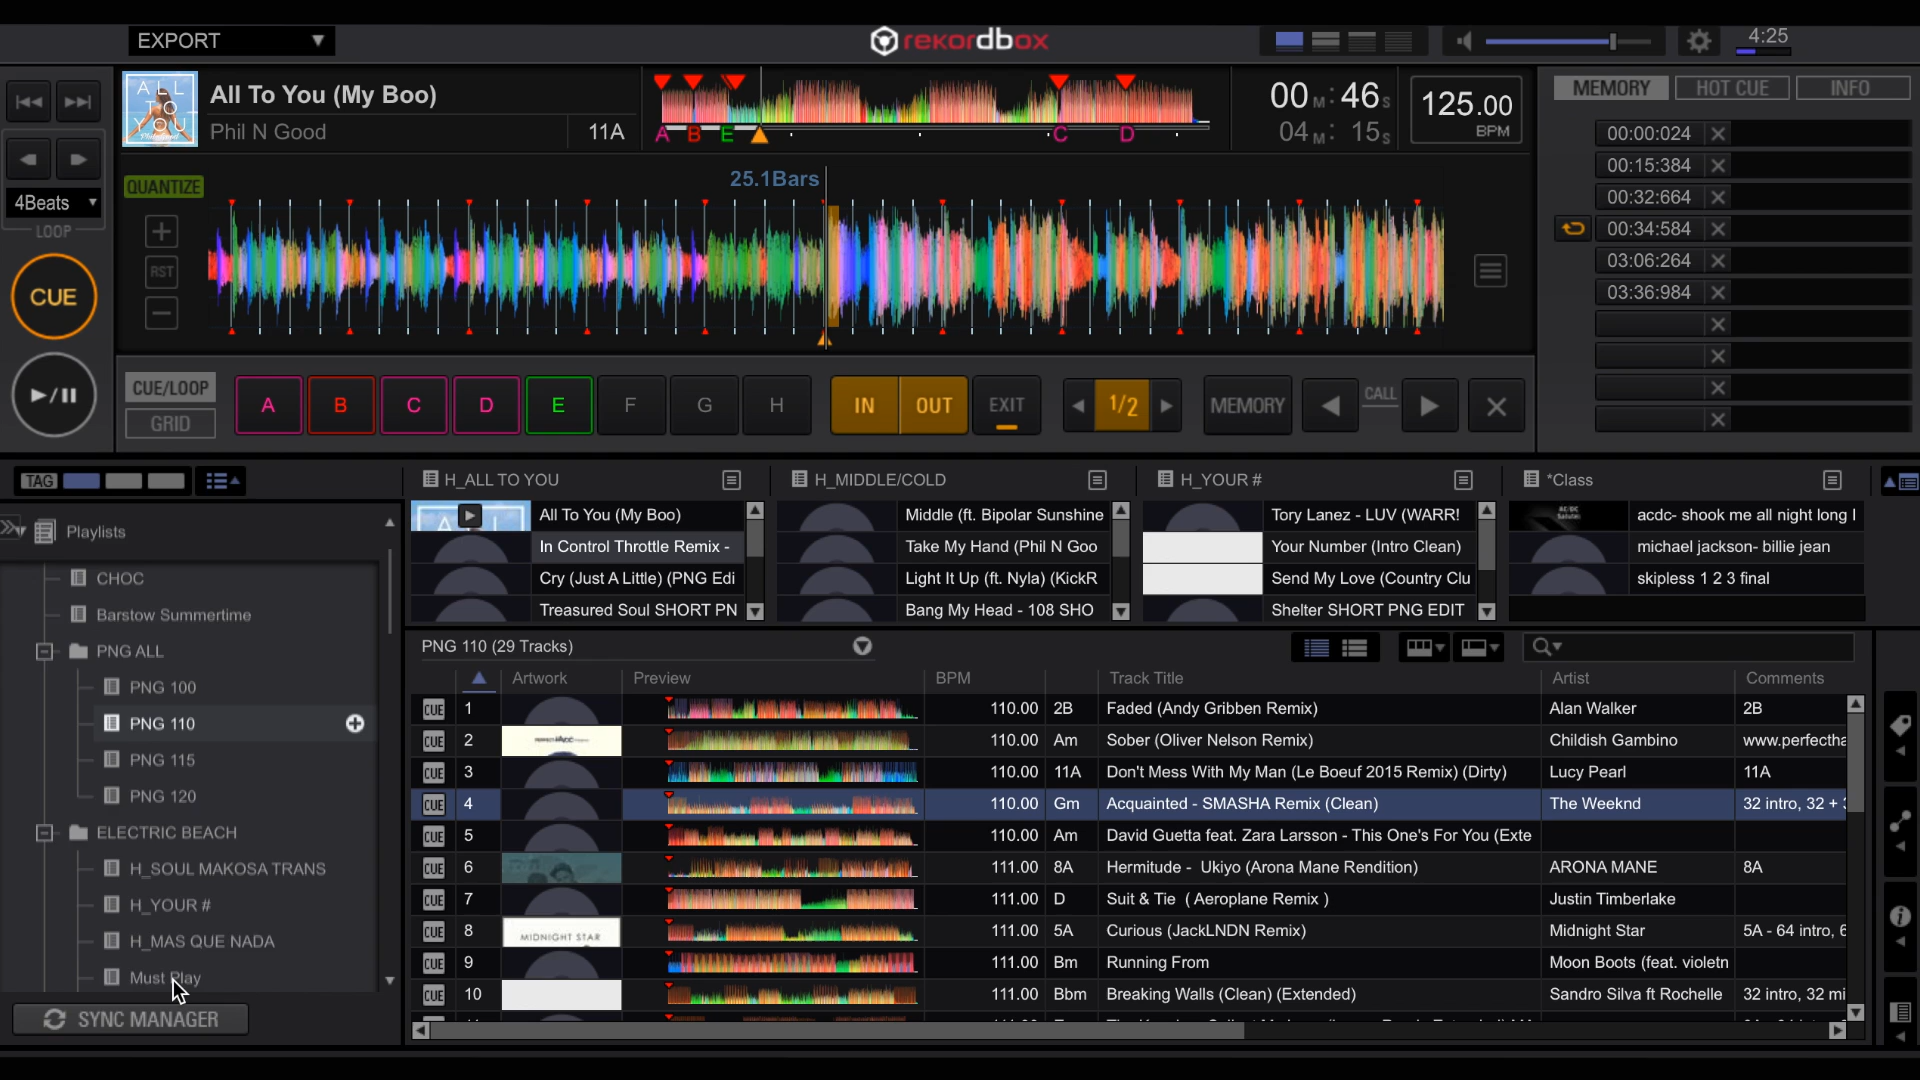 EXPORT
rekordbox
4:25
ALL TO YOU
All To You (My Boo)
Phil N Good
11A
A B E C D
00 M: 46 S
04 M: 15 S
125.00
BPM
MEMORY
HOT CUE
INFO
QUANTIZE
25.1Bars
4Beats
LOOP
RST
CUE
00:00:024
00:15:384
00:32:664
00:34:584
03:06:264
03:36:984
CUE/LOOP
GRID
A B C D E F G H
IN
OUT
EXIT
1/2
MEMORY
CALL
TAG
H_ALL TO YOU
All To You (My Boo)
In Control Throttle Remix -
Cry (Just A Little) (PNG Edi
Treasured Soul SHORT PN
H_MIDDLE/COLD
Middle (ft. Bipolar Sunshine
Take My Hand (Phil N Goo
Light It Up (ft. Nyla) (KickR
Bang My Head - 108 SHO
H_YOUR #
Tory Lanez - LUV (WARR!
Your Number (Intro Clean)
Send My Love (Country Clu
Shelter SHORT PNG EDIT
*Class
acdc- shook me all night long I
michael jackson- billie jean
skipless 1 2 3 final
Playlists
CHOC
Barstow Summertime
PNG ALL
PNG 100
PNG 110
PNG 115
PNG 120
ELECTRIC BEACH
H_SOUL MAKOSA TRANS
H_YOUR #
H_MAS QUE NADA
Must Play
SYNC MANAGER
PNG 110 (29 Tracks)
Artwork Preview BPM Track Title Artist Comments
CUE 1 110.00 2B Faded (Andy Gribben Remix) Alan Walker 2B
CUE 2 110.00 Am Sober (Oliver Nelson Remix) Childish Gambino www.perfectha
CUE 3 110.00 11A Don't Mess With My Man (Le Boeuf 2015 Remix) (Dirty) Lucy Pearl 11A
CUE 4 110.00 Gm Acquainted - SMASHA Remix (Clean) The Weeknd 32 intro, 32 +
CUE 5 110.00 Am David Guetta feat. Zara Larsson - This One's For You (Exte
CUE 6 111.00 8A Hermitude - Ukiyo (Arona Mane Rendition) ARONA MANE 8A
CUE 7 111.00 D Suit & Tie ( Aeroplane Remix ) Justin Timberlake
CUE 8 MIDNIGHT STAR 111.00 5A Curious (JackLNDN Remix) Midnight Star 5A - 64 intro, 6
CUE 9 111.00 Bm Running From Moon Boots (feat. violetn
CUE 10 111.00 Bbm Breaking Walls (Clean) (Extended) Sandro Silva ft Rochelle 32 intro, 32 mi